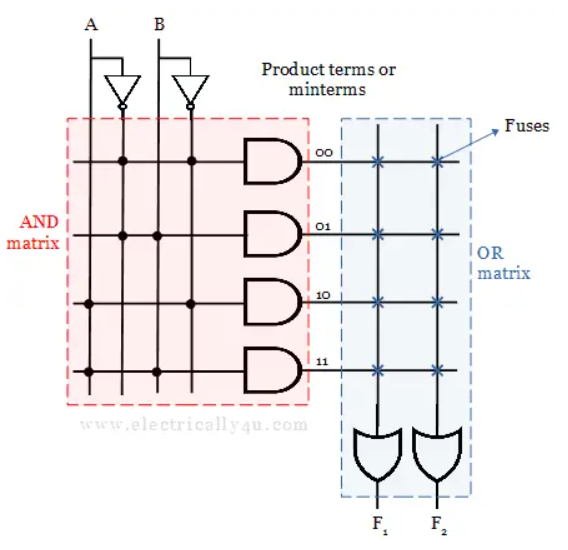 A
B
Product terms or
minterms
Fuses
00
AND
matrix
01
OR
matrix
10
11
www.electrically4u.com
F1
F2